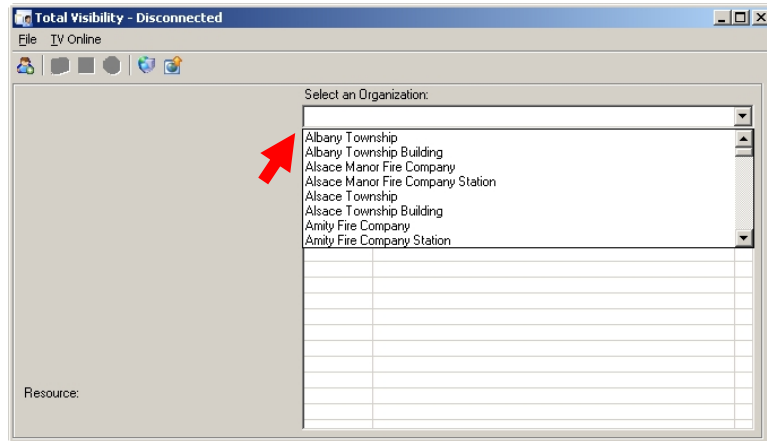 Total Visibility - Disconnected
File TV Online
Select an Organization:
Albany Township
Albany Township Building
Alsace Manor Fire Company
Alsace Manor Fire Company Station
Alsace Township
Alsace Township Building
Amity Fire Company
Amity Fire Company Station
Resource: